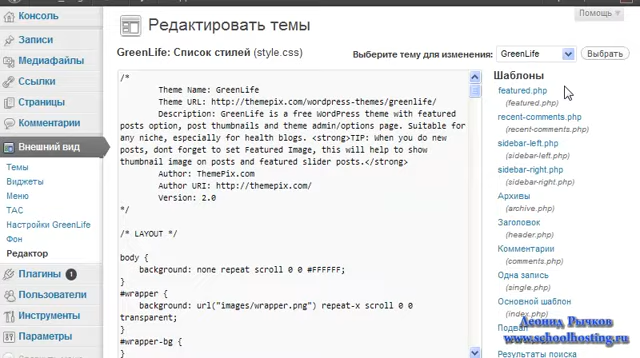 Консоль
Записи
Медиафайлы
Ссылки
Страницы
Комментарии
Внешний вид
Темы
Виджеты
Меню
TAC
Настройки GreenLife
Фон
Редактор
Плагины 1
Пользователи
Инструменты
Параметры
Помощь
Редактировать темы
GreenLife: Список стилей (style.css)
Выберите тему для изменения:
GreenLife
Выбрать
/*
Theme Name: GreenLife
Theme URL: http://themepix.com/wordpress-themes/greenlife/
Description: GreenLife is a free WordPress theme with featured
posts option, post thumbnails and theme admin/options page. Suitable
for any niche, especially for health blogs. <strong>TIP: When you do new
posts, dont forget to set Featured Image, this will help to show
thumbnail image on posts and featured slider posts.</strong>
Author: ThemePix.com
Author URI: http://themepix.com/
Version: 2.0
*/
/* LAYOUT */
body {
background: none repeat scroll 0 0 #FFFFFF;
}
#wrapper {
background: url("images/wrapper.png") repeat-x scroll 0 0
transparent;
}
#wrapper-bg {
Шаблоны
featured.php
(featured.php)
recent-comments.php
(recent-comments.php)
sidebar-left.php
(sidebar-left.php)
sidebar-right.php
(sidebar-right.php)
Архивы
(archive.php)
Заголовок
(header.php)
Комментарии
(comments.php)
Одна запись
(single.php)
Основной шаблон
(index.php)
Подвал
Результаты поиска
Леонид Рычков
www.schoolhosting.ru